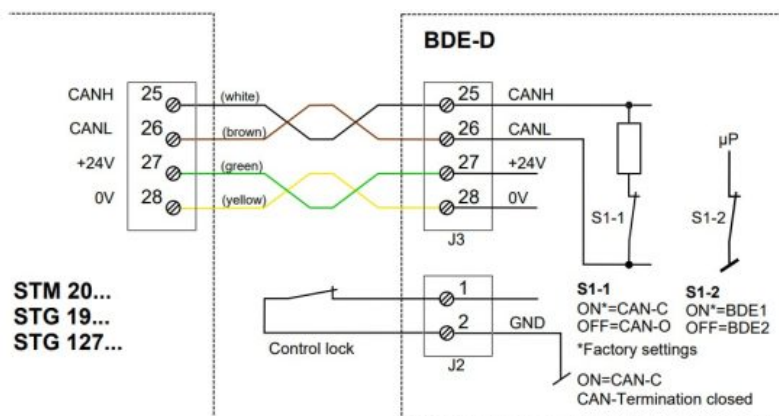 BDE-D
CANH 25 (white) 25 CANH
CANL 26 (brown) 26 CANL
+24V 27 (green) 27 +24V
0V 28 (yellow) 28 0V
J3
µP
S1-1
S1-2
STM 20...
STG 19...
STG 127...
Control lock
1
2 GND
J2
S1-1 S1-2
ON*=CAN-C ON*=BDE1
OFF=CAN-O OFF=BDE2
*Factory settings
ON=CAN-C
CAN-Termination closed